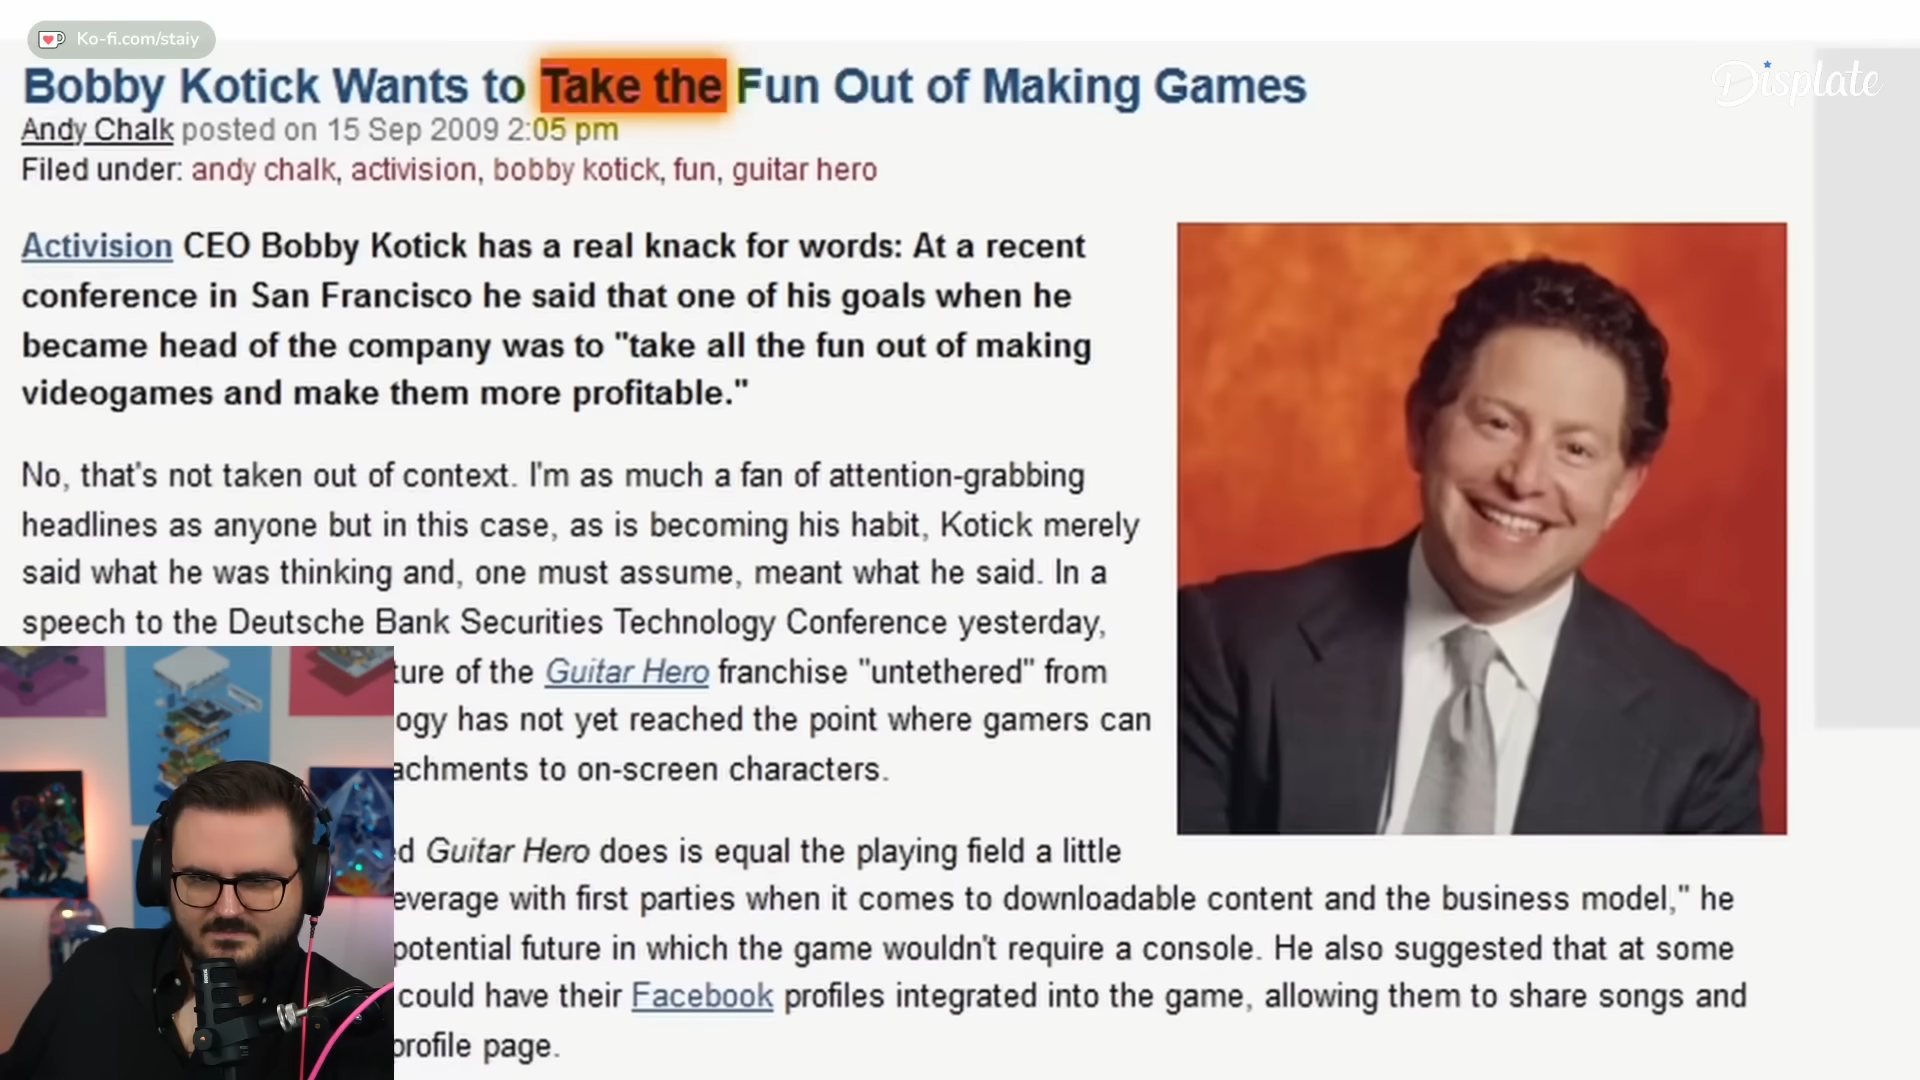 Ko-fi.com/staiy
Displate
Bobby Kotick Wants to Take the Fun Out of Making Games
Andy Chalk posted on 15 Sep 2009 2:05 pm
Filed under: andy chalk, activision, bobby kotick, fun, guitar hero
Activision CEO Bobby Kotick has a real knack for words: At a recent
conference in San Francisco he said that one of his goals when he
became head of the company was to "take all the fun out of making
videogames and make them more profitable."
No, that's not taken out of context. I'm as much a fan of attention-grabbing
headlines as anyone but in this case, as is becoming his habit, Kotick merely
said what he was thinking and, one must assume, meant what he said. In a
speech to the Deutsche Bank Securities Technology Conference yesterday,
ture of the Guitar Hero franchise "untethered" from
ogy has not yet reached the point where gamers can
achments to on-screen characters.
d Guitar Hero does is equal the playing field a little
everage with first parties when it comes to downloadable content and the business model," he
potential future in which the game wouldn't require a console. He also suggested that at some
could have their Facebook profiles integrated into the game, allowing them to share songs and
profile page.